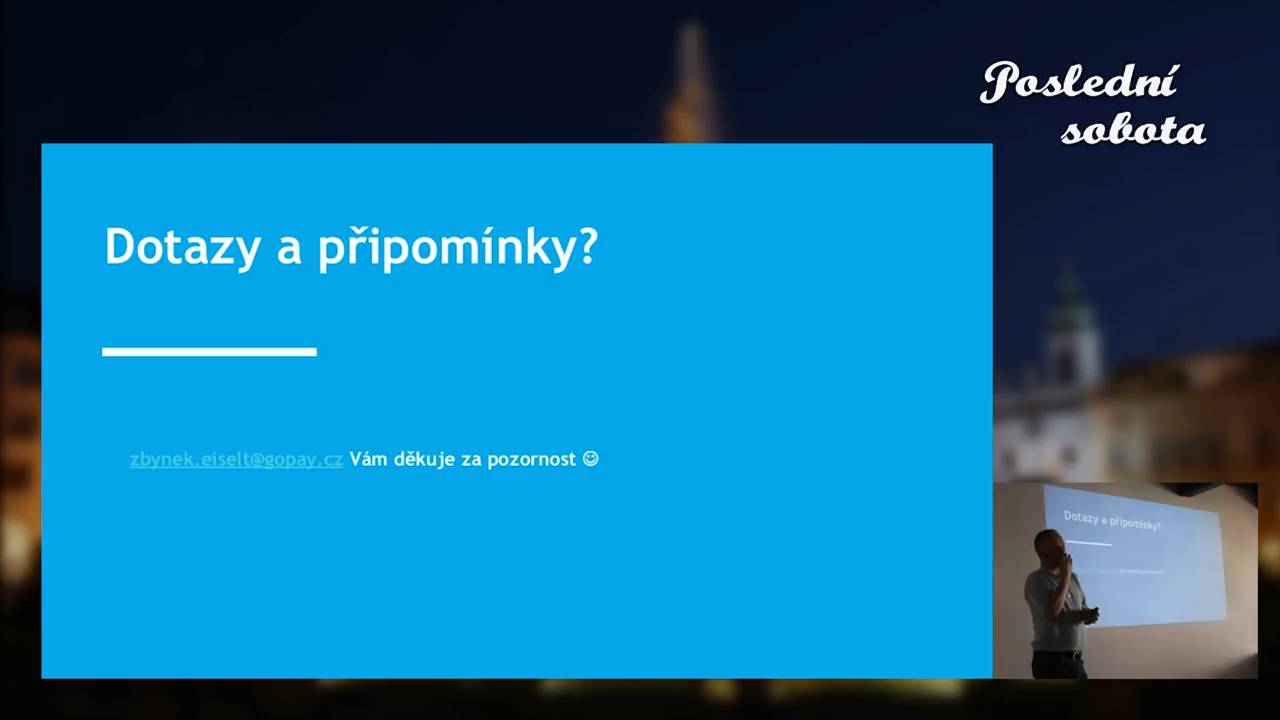 Poslední
sobota
Dotazy a připomínky?
zbynek.eiselt@gopay.cz Vám děkuje za pozornost ☺
Dotazy a připomínky?